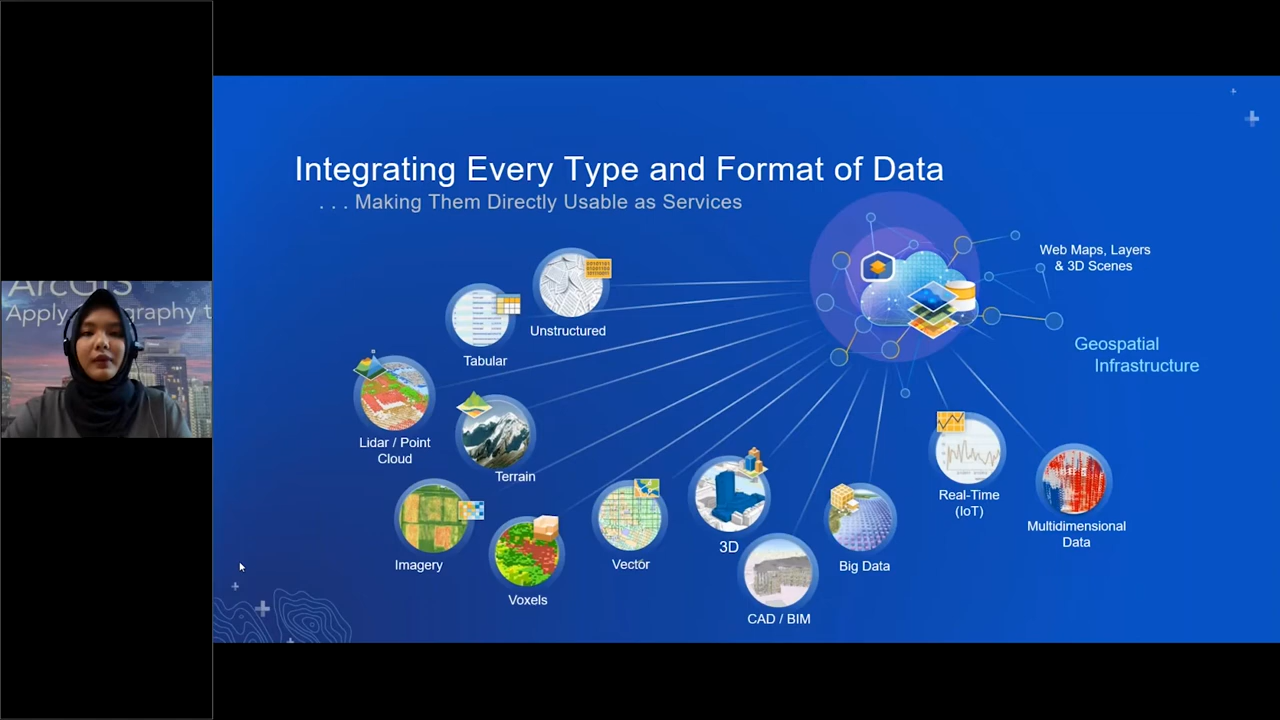 Integrating Every Type and Format of Data
. . . Making Them Directly Usable as Services
Web Maps, Layers
& 3D Scenes
Geospatial
Infrastructure
Unstructured
Tabular
Lidar / Point
Cloud
Terrain
Imagery
Voxels
Vector
3D
CAD / BIM
Big Data
Real-Time
(IoT)
Multidimensional
Data
ArcGIS
Apply